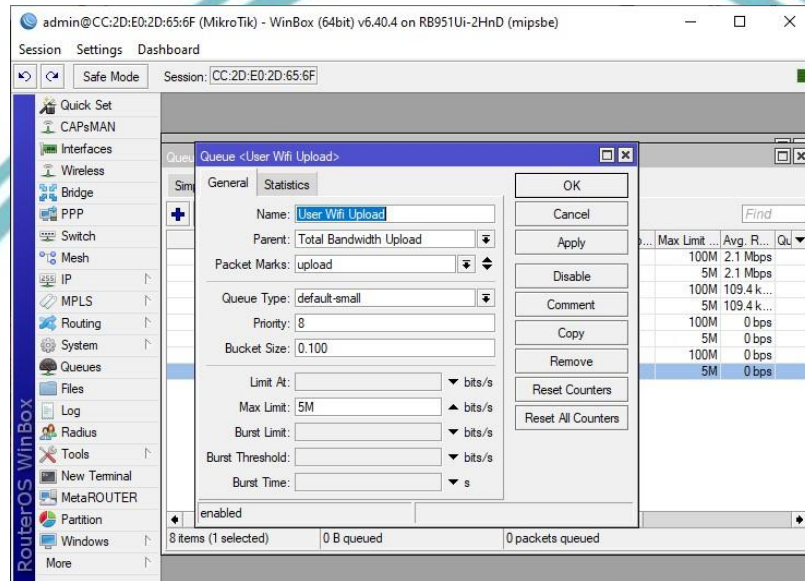 admin@CC:2D:E0:2D:65:6F (MikroTik) - WinBox (64bit) v6.40.4 on RB951Ui-2HnD (mipsbe)
Session Settings Dashboard
Safe Mode Session: CC:2D:E0:2D:65:6F
Quick Set
CAPsMAN
Interfaces
Wireless
Bridge
PPP
Switch
Mesh
IP
MPLS
Routing
System
Queues
Files
Log
Radius
Tools
New Terminal
MetaROUTER
Partition
Windows
More
RouterOS WinBox
Queue <User Wifi Upload>
General Statistics
Name: User Wifi Upload
Parent: Total Bandwidth Upload
Packet Marks: upload
Queue Type: default-small
Priority: 8
Bucket Size: 0.100
Limit At: bits/s
Max Limit: 5M bits/s
Burst Limit: bits/s
Burst Threshold: bits/s
Burst Time: s
enabled
OK
Cancel
Apply
Disable
Comment
Copy
Remove
Reset Counters
Reset All Counters
Find
Max Limit ... Avg. R...
100M 2.1 Mbps
5M 2.1 Mbps
100M 109.4 k...
5M 109.4 k...
100M 0 bps
5M 0 bps
100M 0 bps
5M 0 bps
8 items (1 selected) 0 B queued 0 packets queued